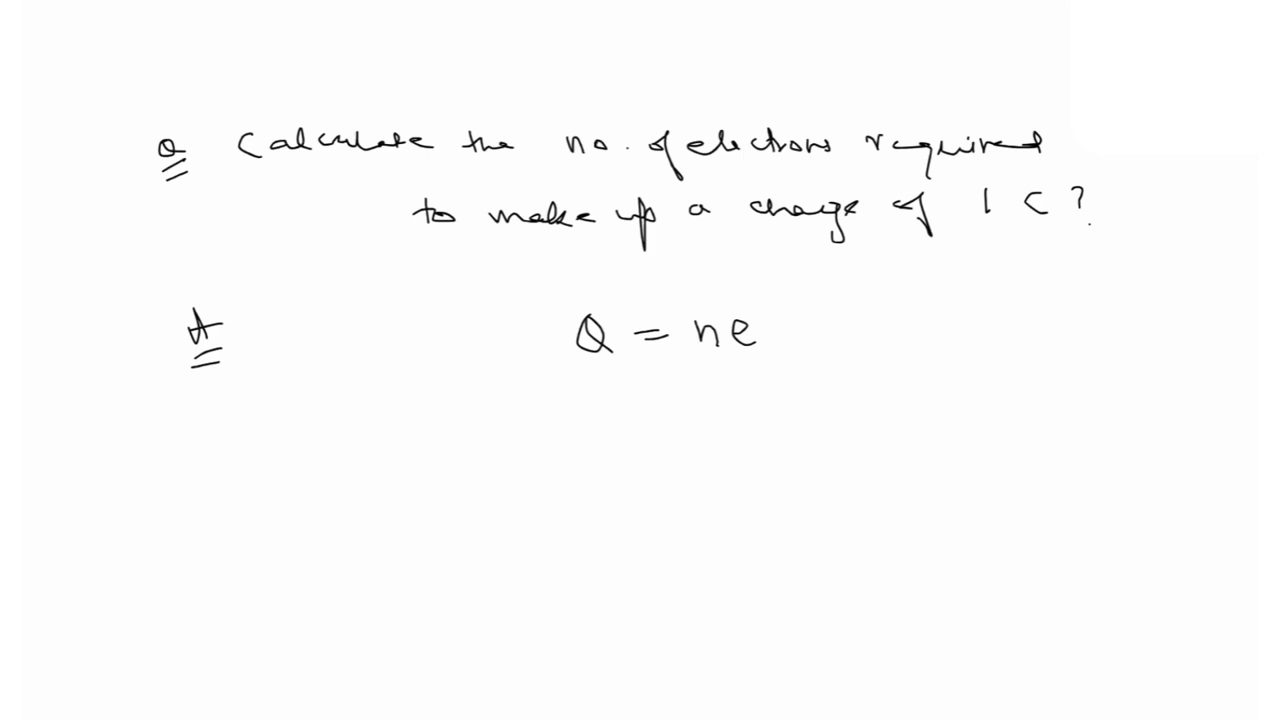 Q Calculate the no. of electrons required
to make up a charge of 1 C ?
A
Q = ne